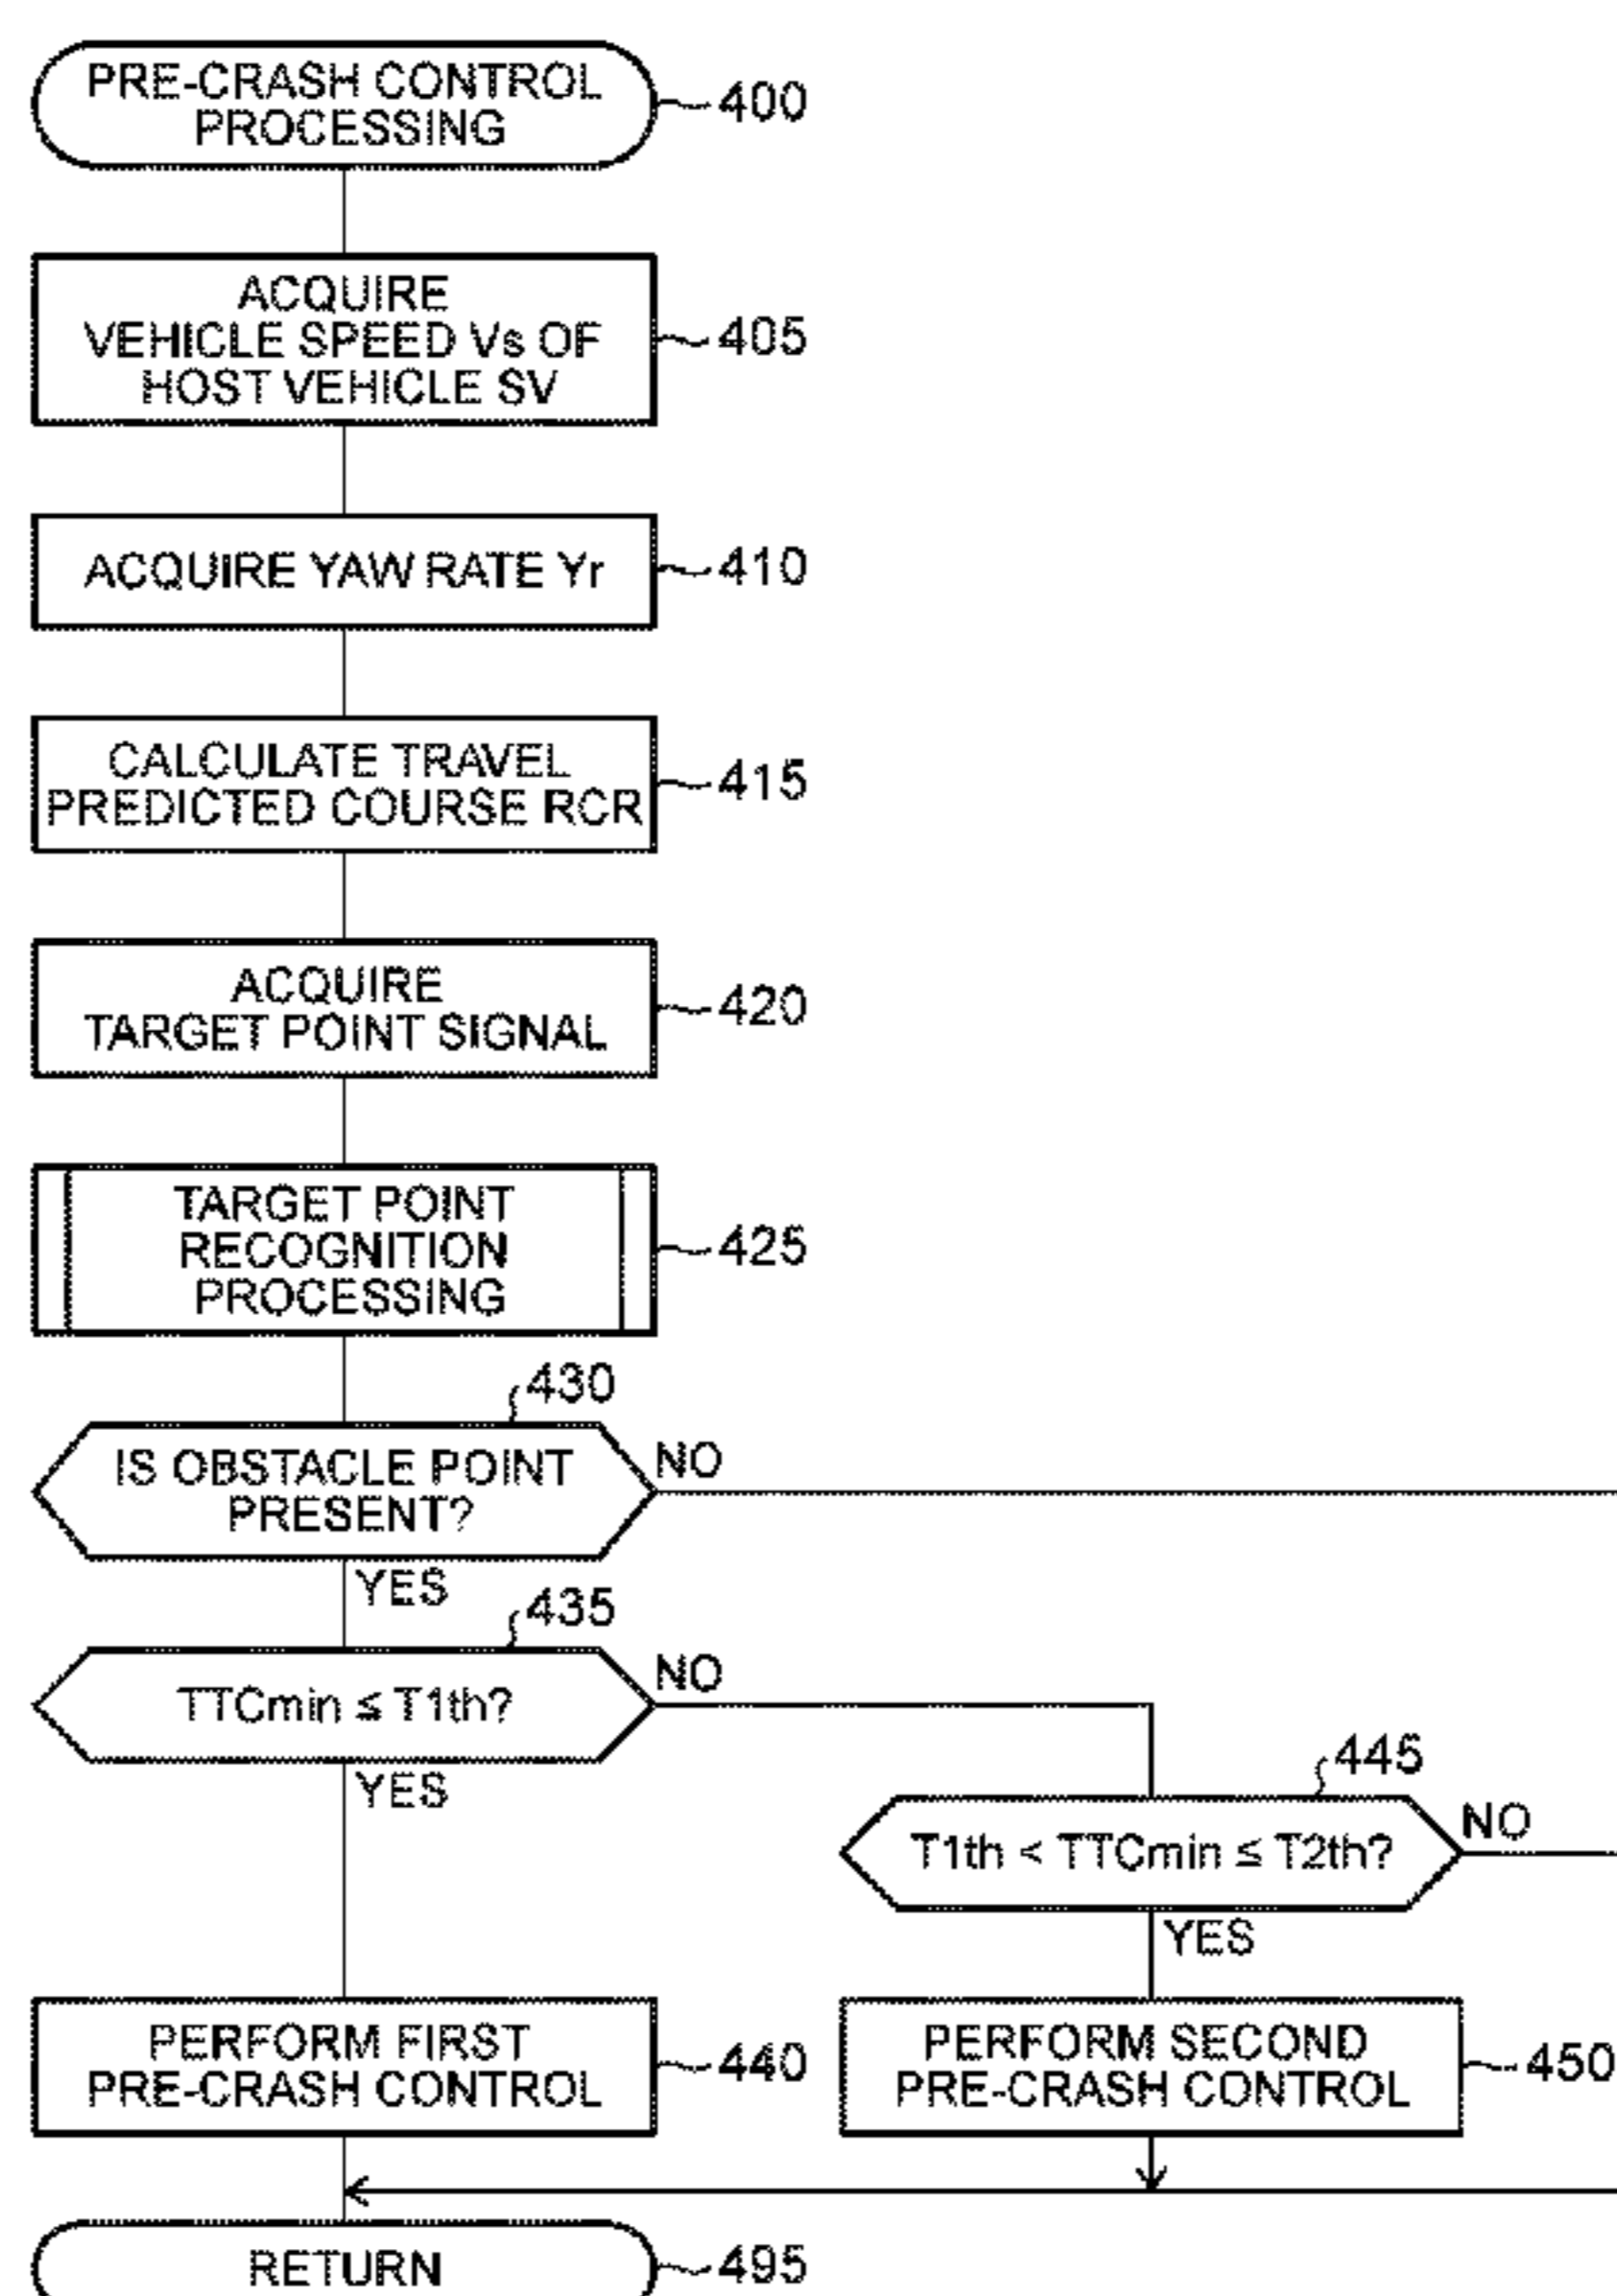 PRE-CRASH CONTROL
PROCESSING
400
ACQUIRE
VEHICLE SPEED Vs OF
HOST VEHICLE SV
405
ACQUIRE YAW RATE Yr
410
CALCULATE TRAVEL
PREDICTED COURSE RCR
415
ACQUIRE
TARGET POINT SIGNAL
420
TARGET POINT
RECOGNITION
PROCESSING
425
430
IS OBSTACLE POINT
PRESENT?
NO
YES
435
TTCmin ≤ T1th?
NO
YES
445
T1th < TTCmin ≤ T2th?
NO
YES
PERFORM FIRST
PRE-CRASH CONTROL
440
PERFORM SECOND
PRE-CRASH CONTROL
450
RETURN
495